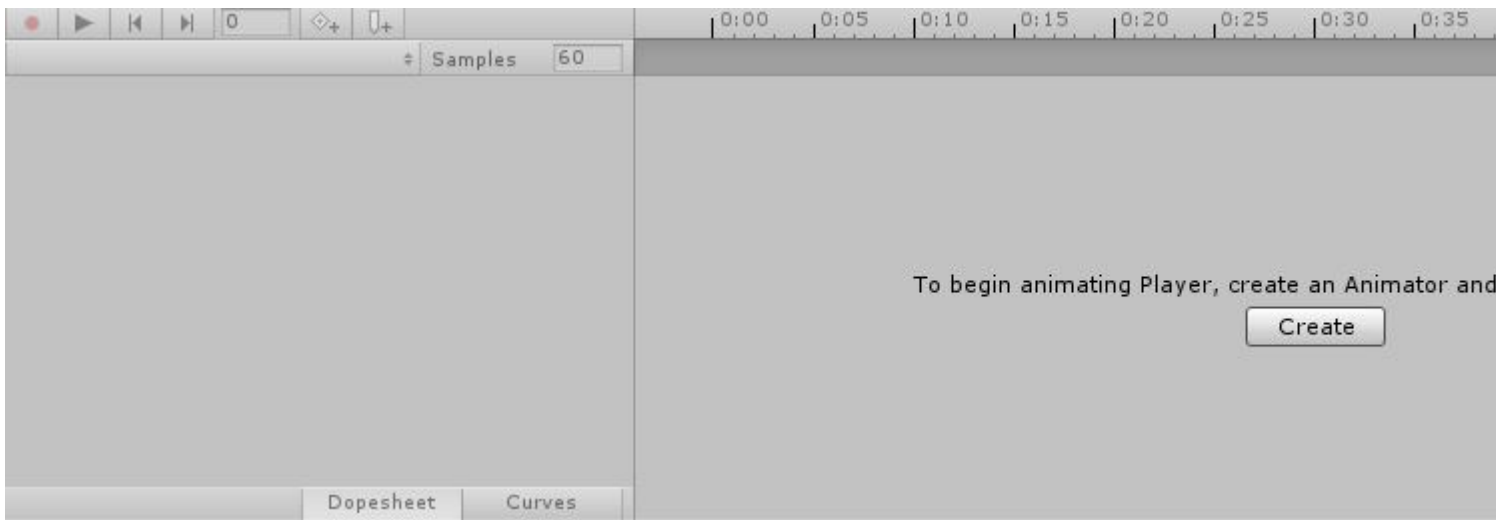 0 0:00 0:05 0:10 0:15 0:20 0:25 0:30 0:35
Samples 60
To begin animating Player, create an Animator and
Create
Dopesheet Curves